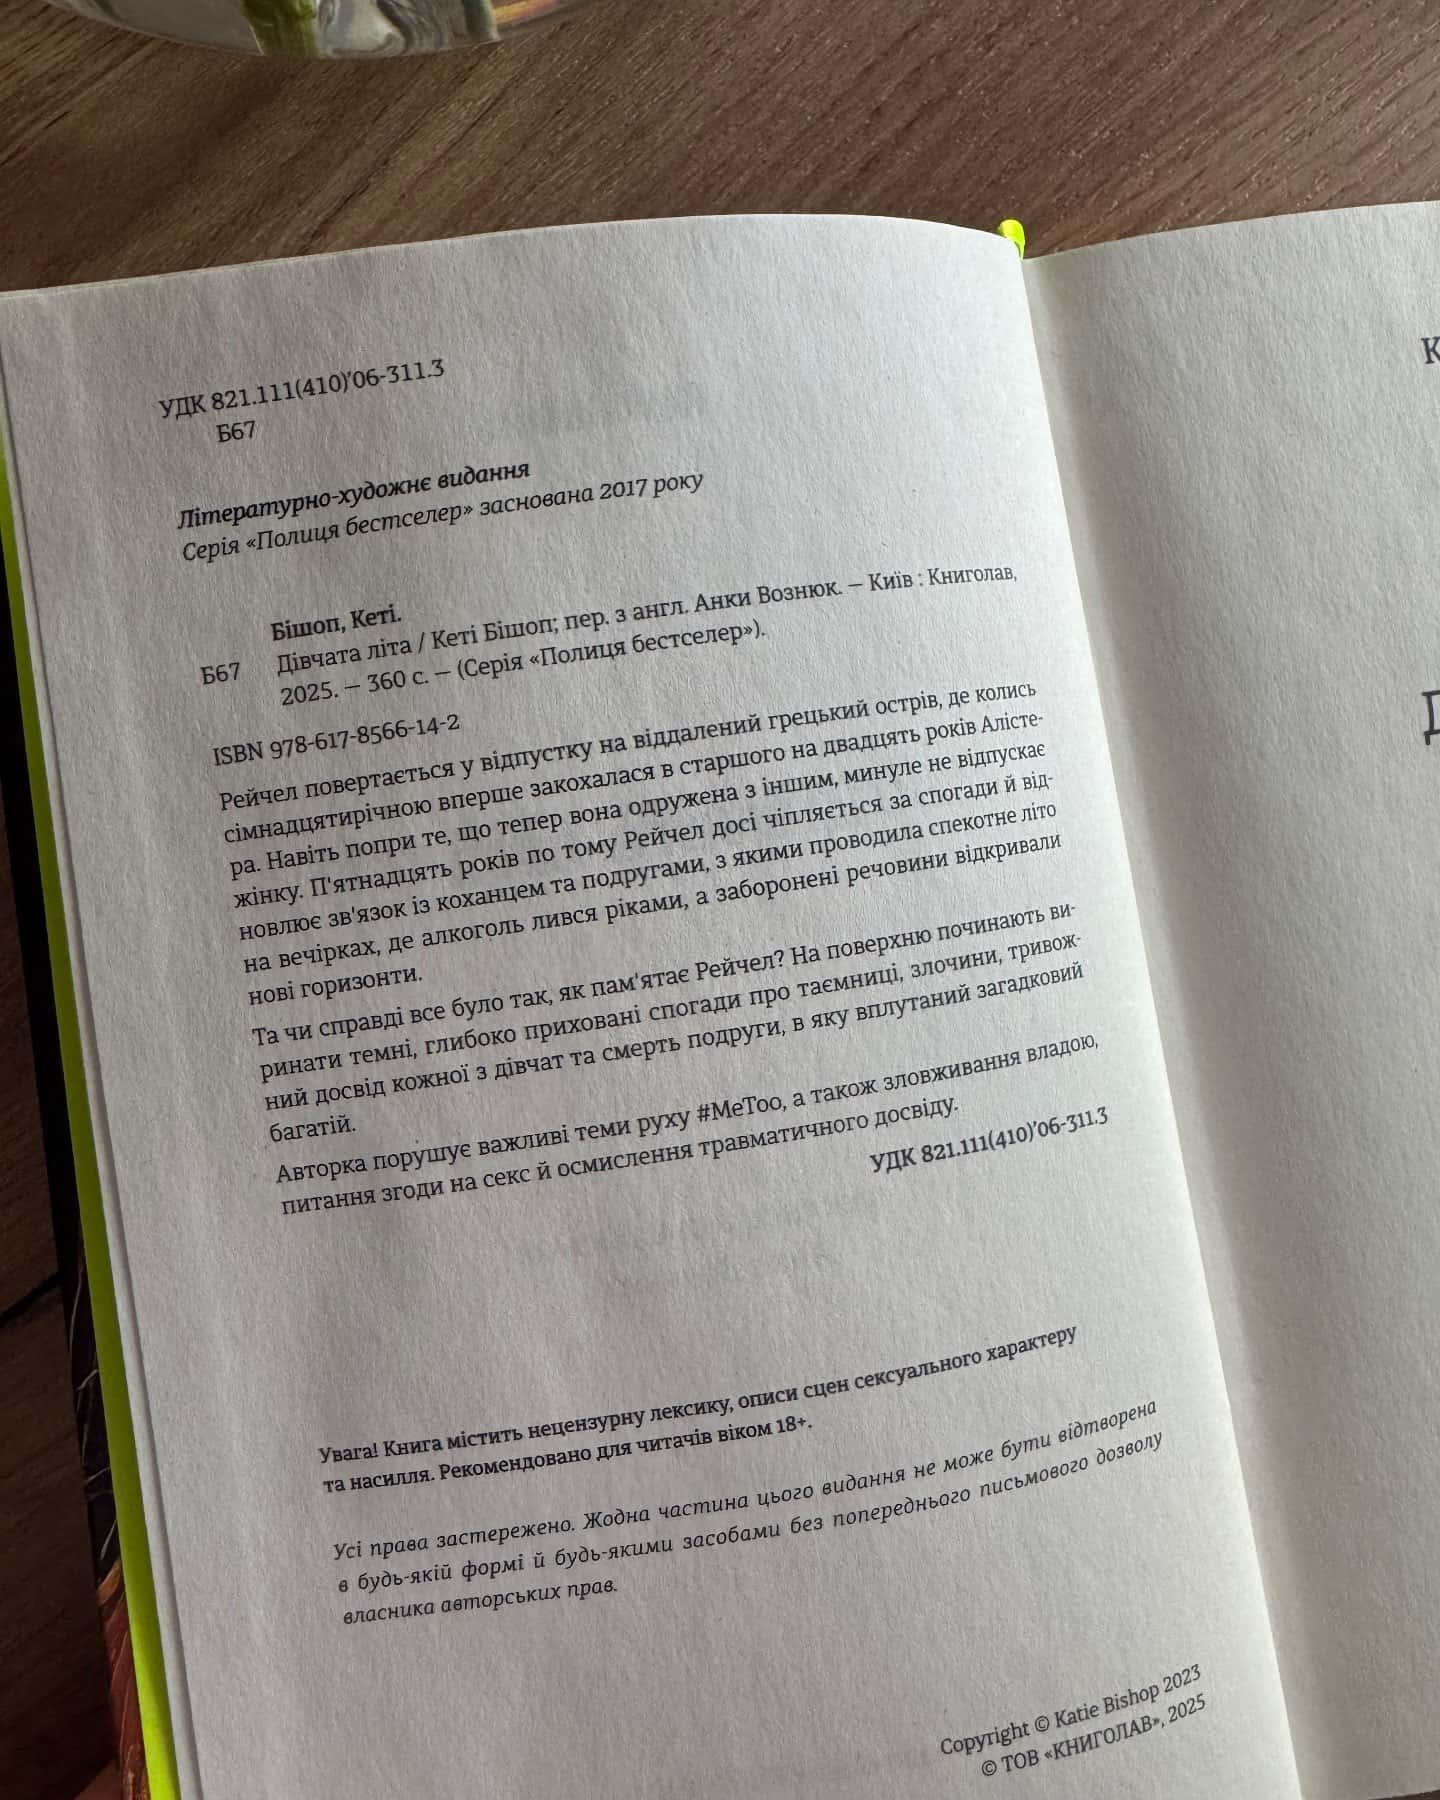 УДК 821.111(410)'06-311.3
Б67
Літературно-художнє видання
Серія «Полиця бестселер» заснована 2017 року
Бішоп, Кеті.
Б67 Дівчата літа / Кеті Бішоп; пер. з англ. Анки Вознюк. – Київ : Книголав,
2025. – 360 с. – (Серія «Полиця бестселер»).
ISBN 978-617-8566-14-2
Рейчел повертається у відпустку на віддалений грецький острів, де колись
сімнадцятирічною вперше закохалася в старшого на двадцять років Алісте-
ра. Навіть попри те, що тепер вона одружена з іншим, минуле не відпускає
жінку. П'ятнадцять років по тому Рейчел досі чіпляється за спогади й від-
новлює зв'язок із коханцем та подругами, з якими проводила спекотне літо
на вечірках, де алкоголь лився ріками, а заборонені речовини відкривали
нові горизонти.
Та чи справді все було так, як пам'ятає Рейчел? На поверхню починають ви-
ринати темні, глибоко приховані спогади про таємниці, злочини, тривож-
ний досвід кожної з дівчат та смерть подруги, в яку вплутаний загадковий
багатій.
Авторка порушує важливі теми руху #MeToo, а також зловживання владою,
питання згоди на секс й осмислення травматичного досвіду.
УДК 821.111(410)'06-311.3
Увага! Книга містить нецензурну лексику, описи сцен сексуального характеру
та насилля. Рекомендовано для читачів віком 18+.
Усі права застережено. Жодна частина цього видання не може бути відтворена
в будь-якій формі й будь-якими засобами без попереднього письмового дозволу
власника авторських прав.
Copyright © Katie Bishop 2023
© ТОВ «КНИГОЛАВ», 2025